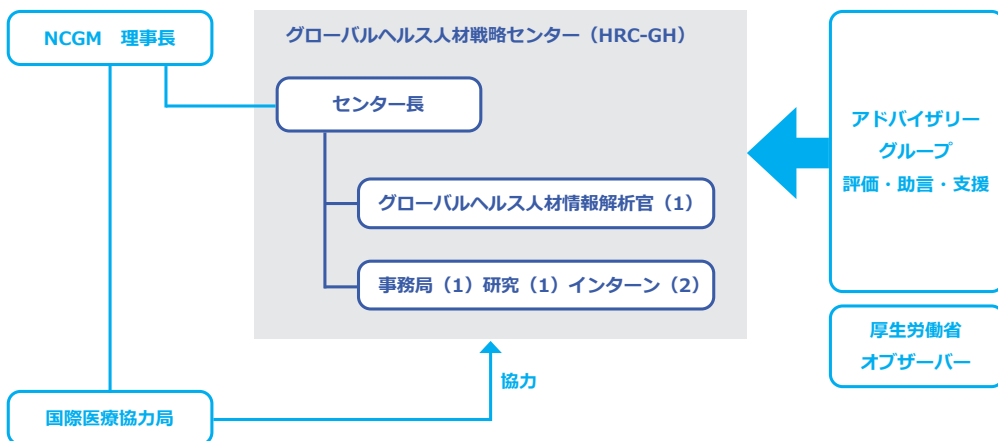 NCGM 理事長
グローバルヘルス人材戦略センター（HRC-GH）
センター長
グローバルヘルス人材情報解析官（1）
事務局（1）研究（1）インターン（2）
アドバイザリー
グループ
評価・助言・支援
厚生労働省
オブザーバー
協力
国際医療協力局